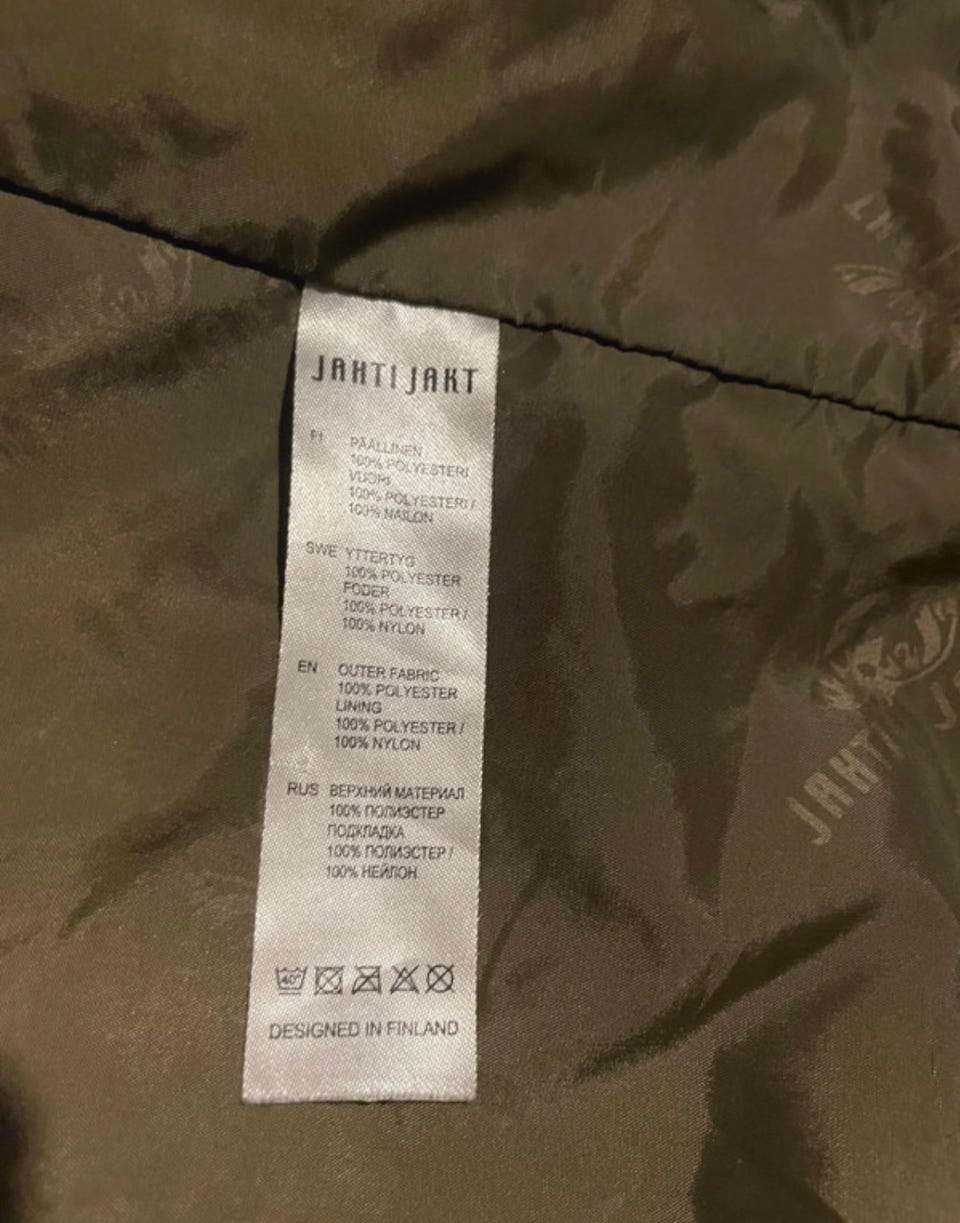 JAHTI JAKT
FI PÄÄLLINEN
100% POLYESTERI
VUORI
100% POLYESTERI /
100% NAILON
SWE YTTERTYG
100% POLYESTER
FODER
100% POLYESTER /
100% NYLON
EN OUTER FABRIC
100% POLYESTER
LINING
100% POLYESTER /
100% NYLON
RUS ВЕРХНИЙ МАТЕРИАЛ
100% ПОЛИЭСТЕР
ПОДКЛАДКА
100% ПОЛИЭСТЕР /
100% НЕЙЛОН
40°
DESIGNED IN FINLAND
JAHTI